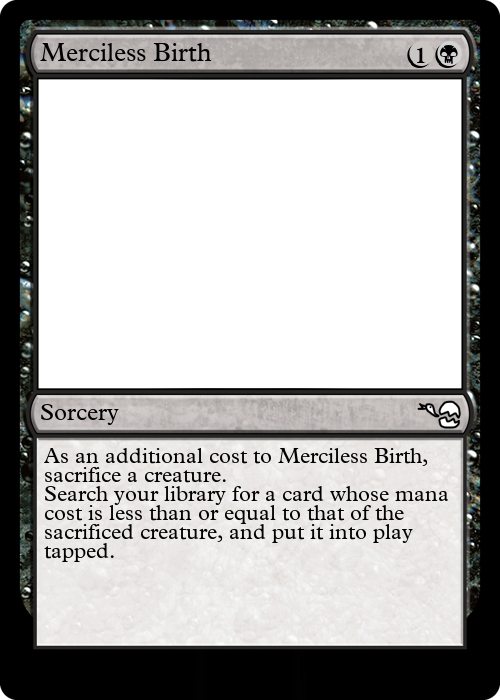 Merciless Birth 1
Sorcery
As an additional cost to Merciless Birth,
sacrifice a creature.
Search your library for a card whose mana
cost is less than or equal to that of the
sacrificed creature, and put it into play
tapped.